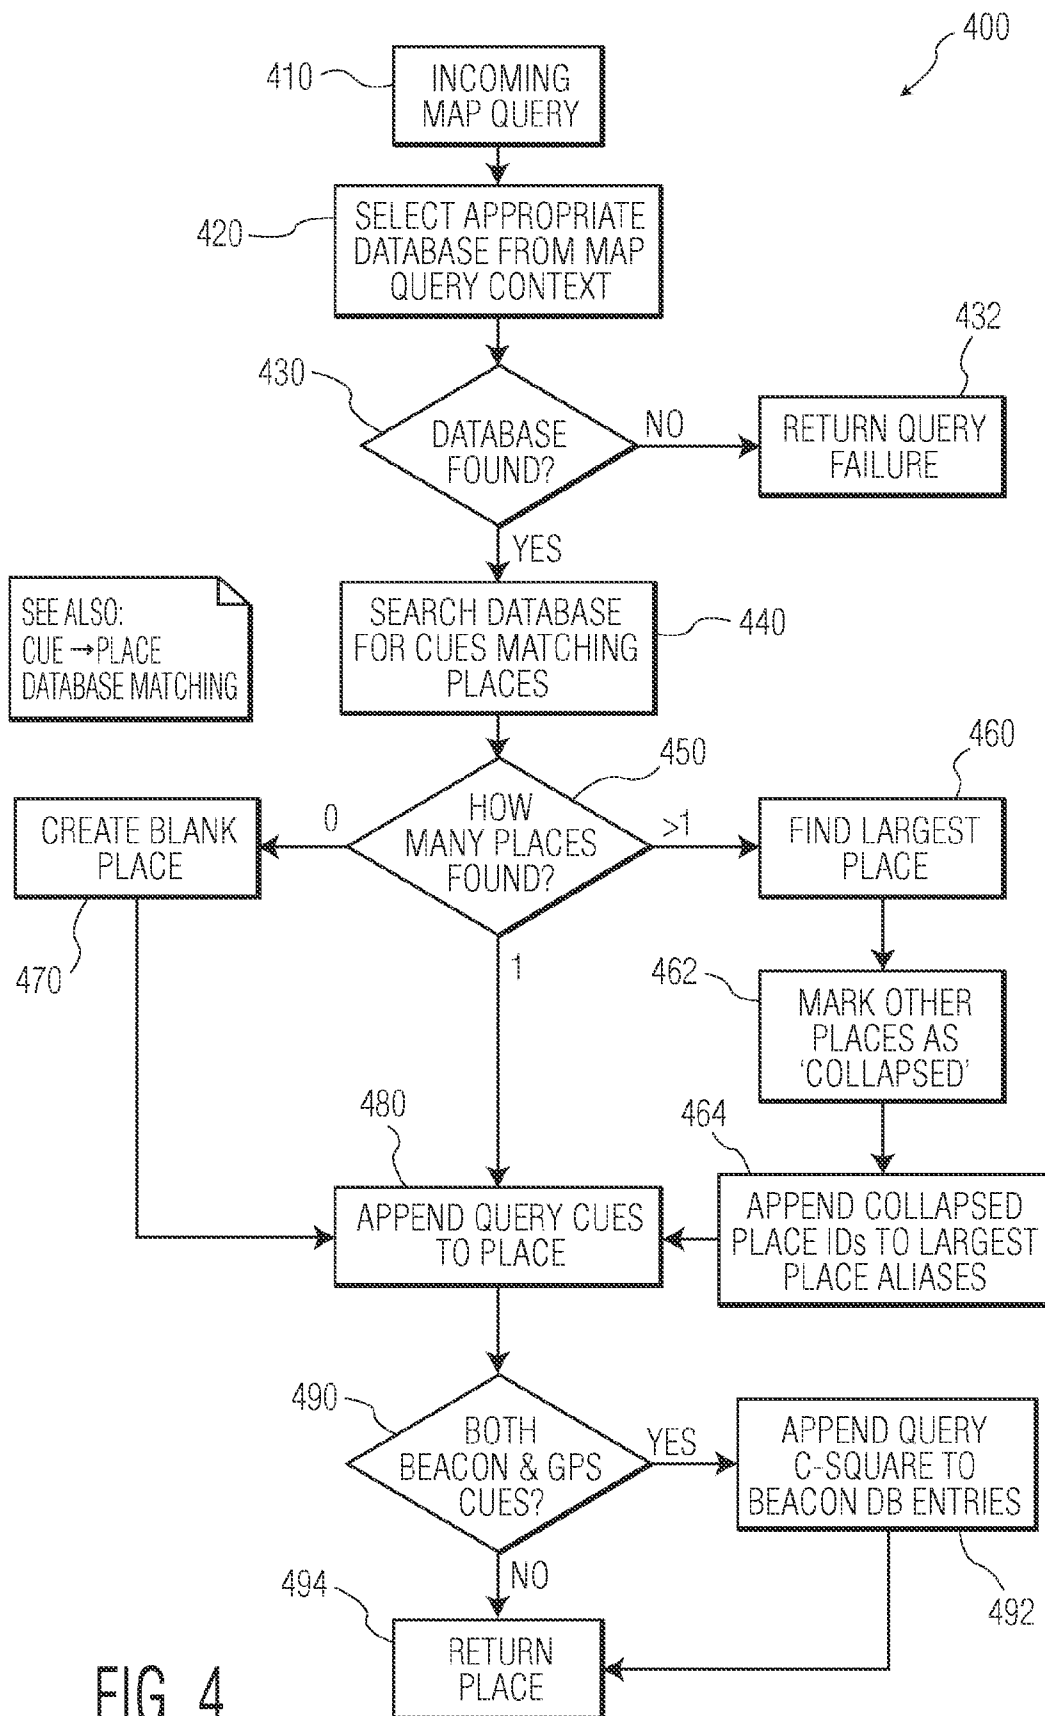 400
410
INCOMING
MAP QUERY
420
SELECT APPROPRIATE
DATABASE FROM MAP
QUERY CONTEXT
430
DATABASE
FOUND?
NO
432
RETURN QUERY
FAILURE
YES
SEE ALSO:
CUE → PLACE
DATABASE MATCHING
SEARCH DATABASE
FOR CUES MATCHING
PLACES
440
450
HOW
MANY PLACES
FOUND?
0
>1
1
CREATE BLANK
PLACE
470
460
FIND LARGEST
PLACE
462
MARK OTHER
PLACES AS
'COLLAPSED'
464
APPEND COLLAPSED
PLACE IDs TO LARGEST
PLACE ALIASES
480
APPEND QUERY CUES
TO PLACE
490
BOTH
BEACON & GPS
CUES?
YES
APPEND QUERY
C-SQUARE TO
BEACON DB ENTRIES
492
NO
494
RETURN
PLACE
FIG. 4